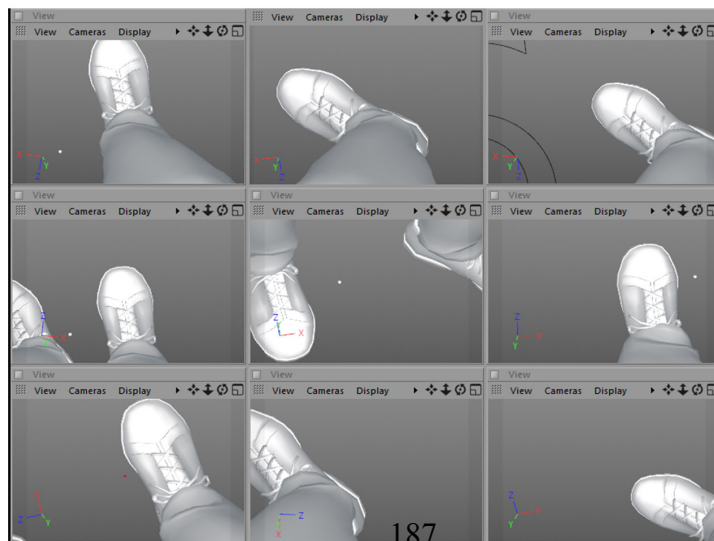 View View View
View Cameras Display View Cameras Display View Cameras Display
X Y Z X Y Z X Y Z
View View View
View Cameras Display View Cameras Display View Cameras Display
Z X Y Z X Z Y X
View View View
View Cameras Display View Cameras Display View Cameras Display
X Z Y Z Y X Z X Y
187